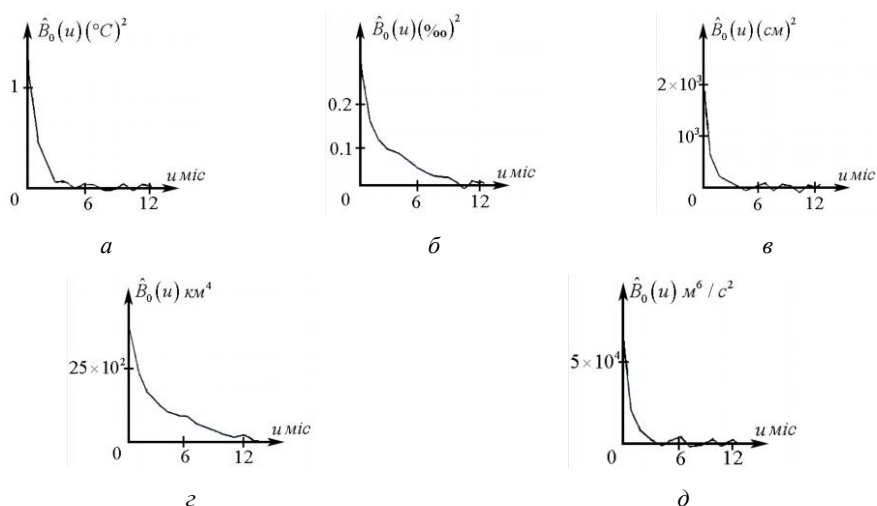 B̂₀(u)(°C)²
1
0
6
12
u міс
а
B̂₀(u)(‰)²
0.2
0.1
0
6
12
u міс
б
B̂₀(u)(см)²
2×10³
10³
0
6
12
u міс
в
B̂₀(u) км⁴
25×10²
0
6
12
u міс
г
B̂₀(u) м⁶ / с²
5×10⁴
0
6
12
u міс
д